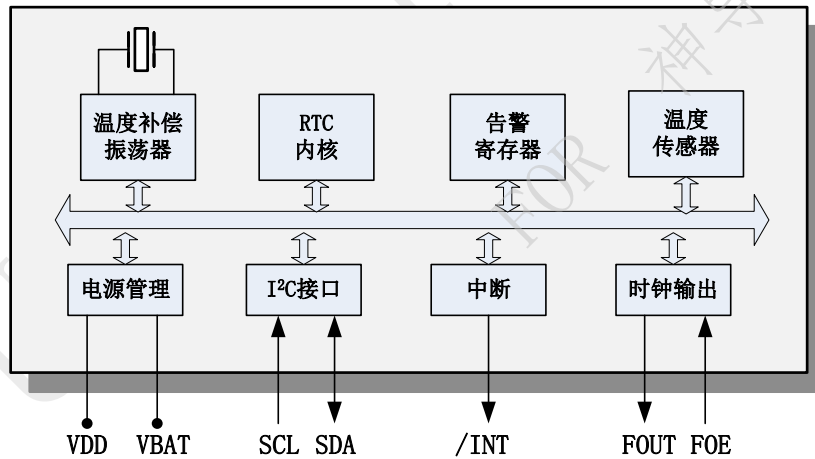 温度补偿
振荡器
RTC
内核
告警
寄存器
温度
传感器
电源管理
I²C接口
中断
时钟输出
VDD VBAT SCL SDA /INT FOUT FOE
FOR